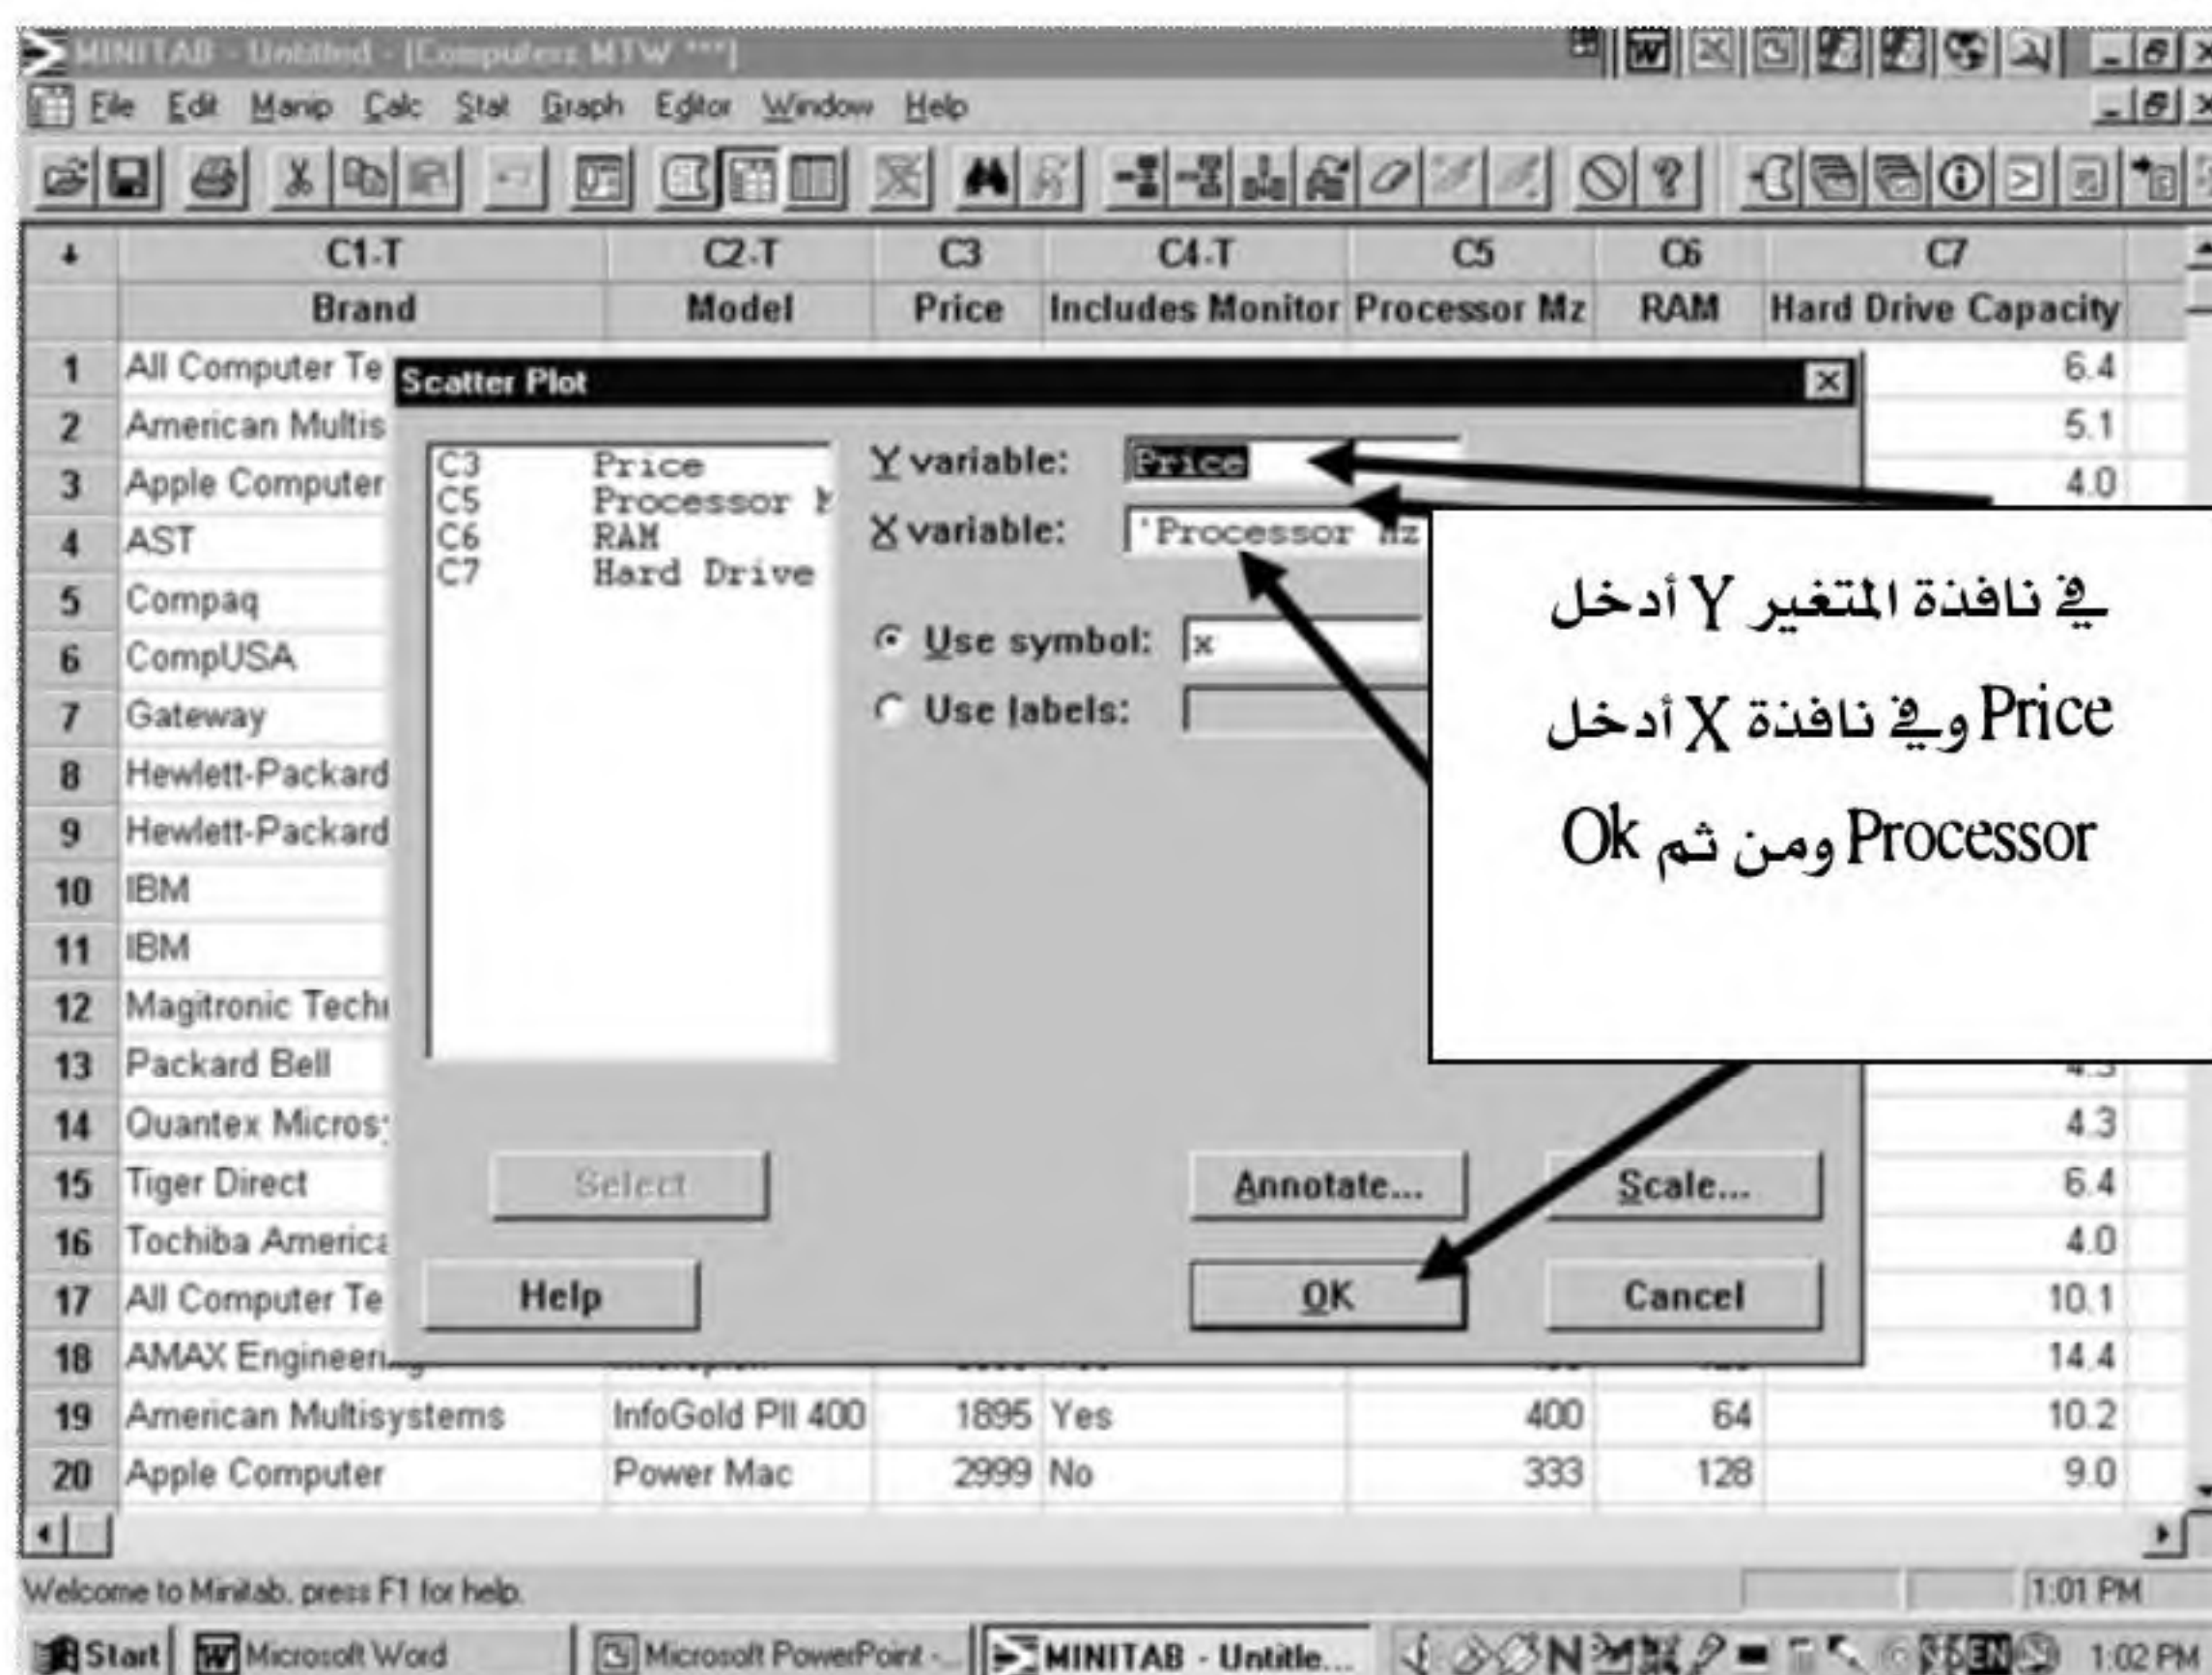 MINITAB - Untitled - [Computers MTW ***]
File Edit Manip Calc Stat Graph Editor Window Help
C1-T C2-T C3 C4-T C5 C6 C7
Brand Model Price Includes Monitor Processor Mz RAM Hard Drive Capacity
1 All Computer Te 6.4
2 American Multis 5.1
3 Apple Computer 4.0
4 AST
5 Compaq
6 CompUSA
7 Gateway
8 Hewlett-Packard
9 Hewlett-Packard
10 IBM
11 IBM
12 Magitronic Techn
13 Packard Bell 4.3
14 Quantex Micros 4.3
15 Tiger Direct 6.4
16 Tochiba America 4.0
17 All Computer Te 10.1
18 AMAX Engineering 14.4
19 American Multisystems InfoGold PII 400 1895 Yes 400 64 10.2
20 Apple Computer Power Mac 2999 No 333 128 9.0
Scatter Plot
C3 Price
C5 Processor M
C6 RAM
C7 Hard Drive
Y variable: Price
X variable: 'Processor Mz
Use symbol: x
Use labels:
Select
Annotate...
Scale...
Help
OK
Cancel
في نافذة المتغير Y أدخل
Price وفي نافذة X أدخل
Processor ومن ثم Ok
Welcome to Minitab, press F1 for help.
1:01 PM
Start Microsoft Word Microsoft PowerPoint -... MINITAB - Untitle... EN 1:02 PM